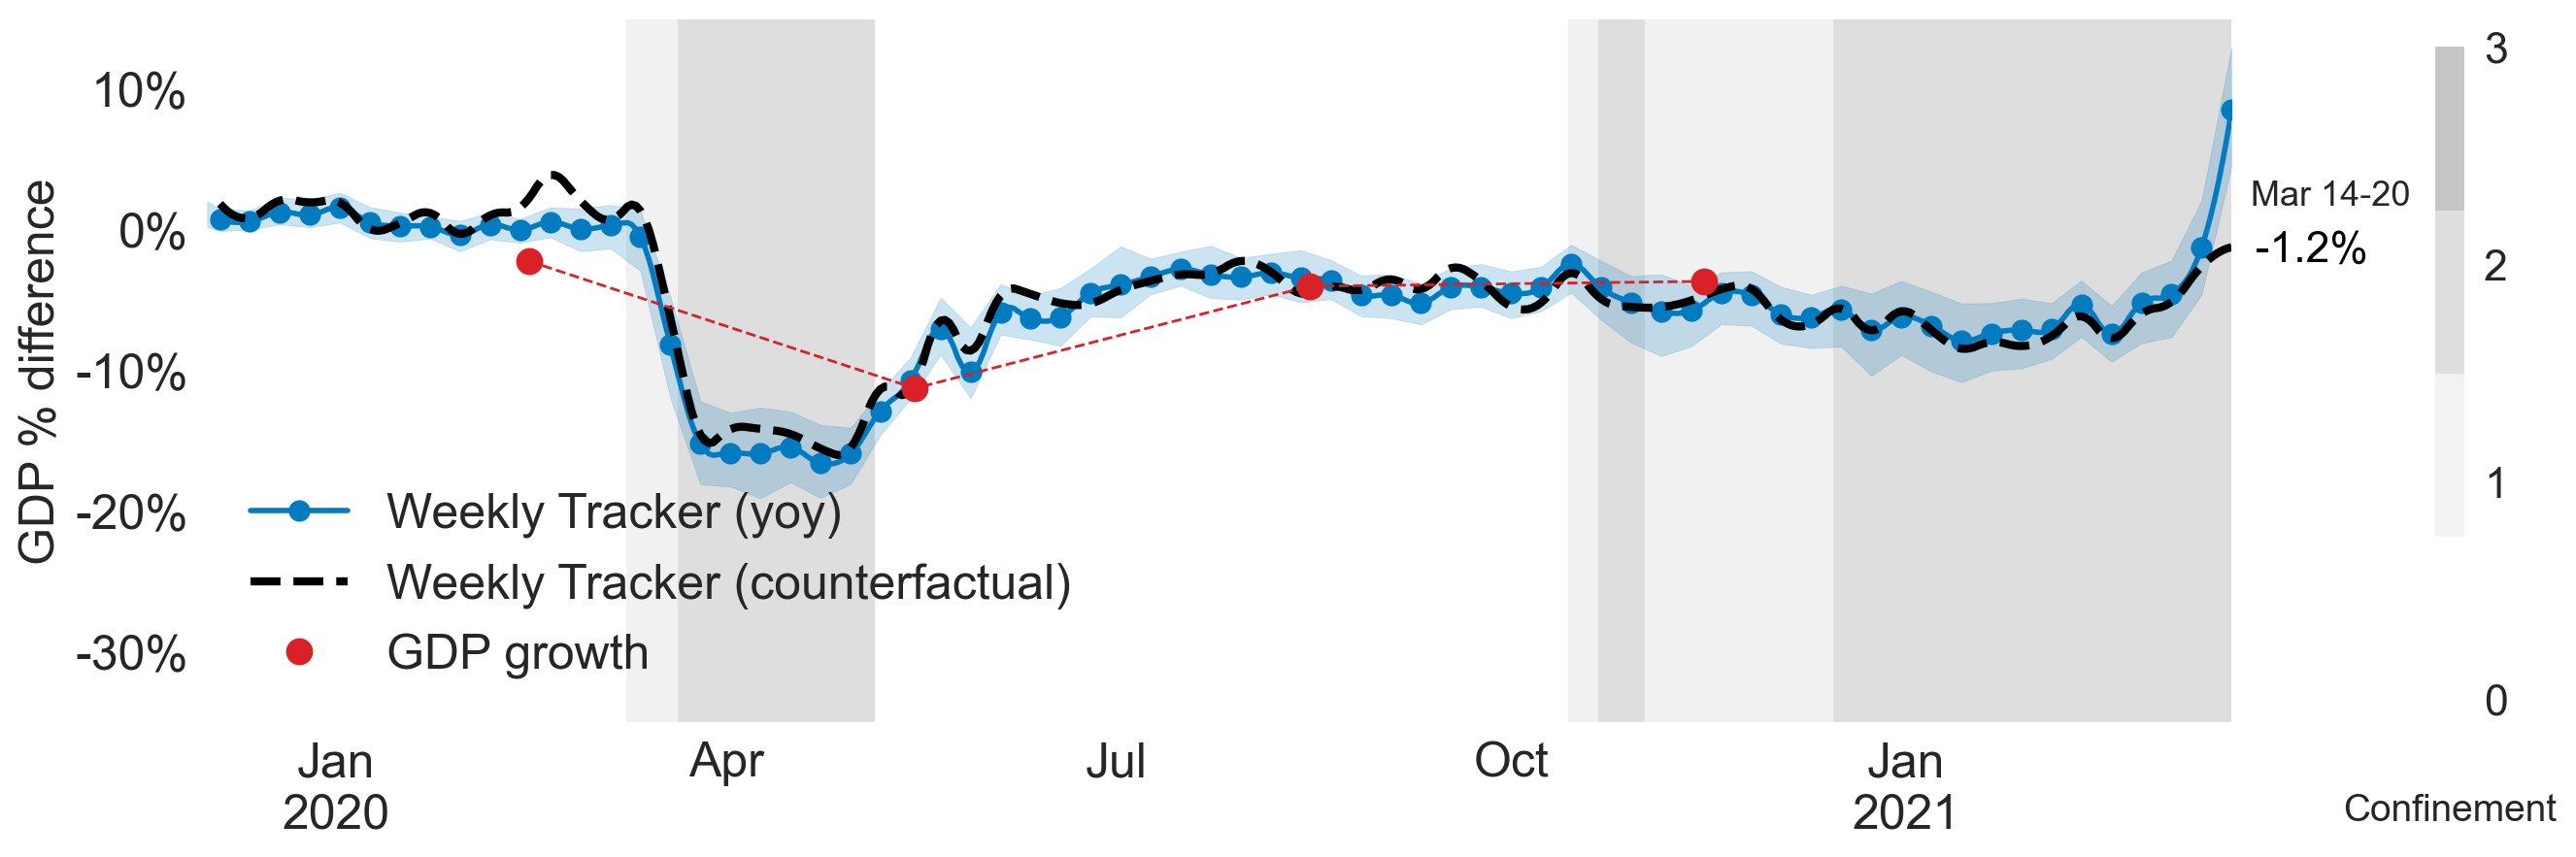 GDP % difference
10%
0%
-10%
-20%
-30%
Weekly Tracker (yoy)
Weekly Tracker (counterfactual)
GDP growth
Jan
2020
Apr
Jul
Oct
Jan
2021
Mar 14-20
-1.2%
3
2
1
0
Confinement